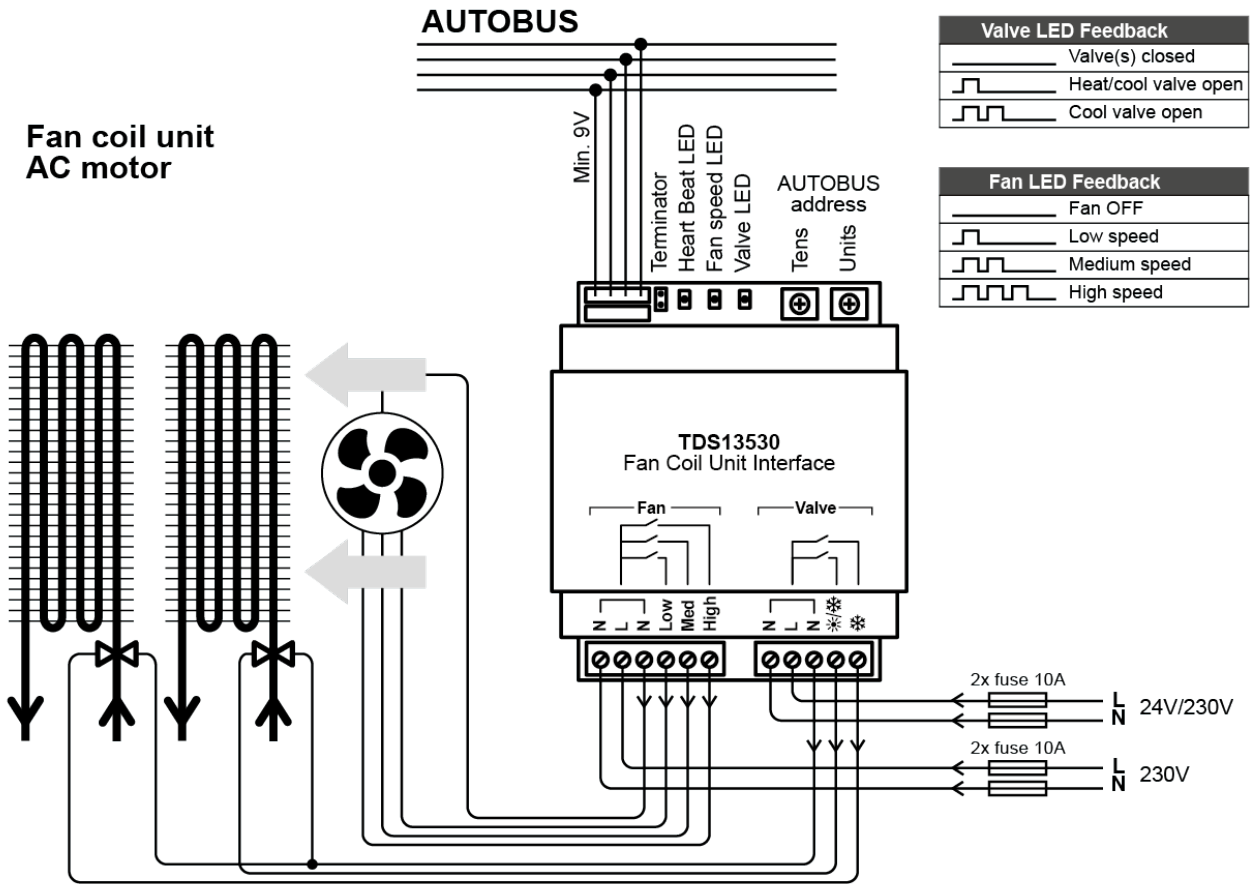 AUTOBUS
Fan coil unit
AC motor
Valve LED Feedback
Valve(s) closed
Heat/cool valve open
Cool valve open
Fan LED Feedback
Fan OFF
Low speed
Medium speed
High speed
Min. 9V
Terminator
Heart Beat LED
Fan speed LED
Valve LED
AUTOBUS
address
Tens
Units
TDS13530
Fan Coil Unit Interface
Fan
Valve
N
L
N
Low
Med
High
N
L
N
2x fuse 10A
L
N
24V/230V
2x fuse 10A
L
N
230V